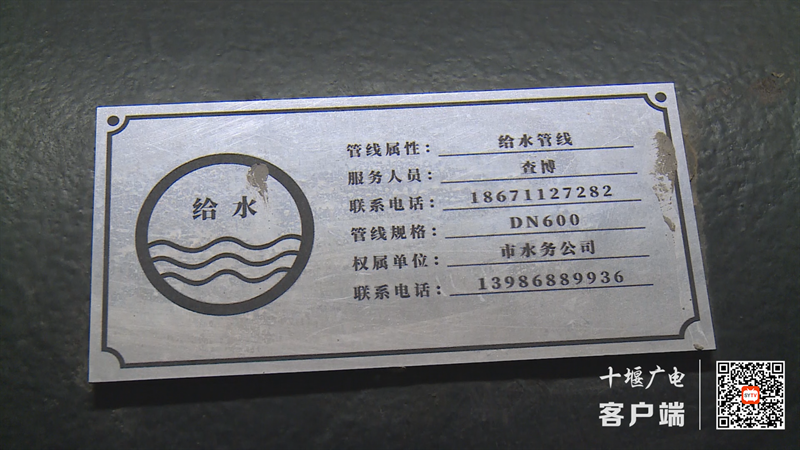 给水
管线属性：给水管线
服务人员：查博
联系电话：18671127282
管线规格：DN600
权属单位：市水务公司
联系电话：13986889936
十堰广电
客户端